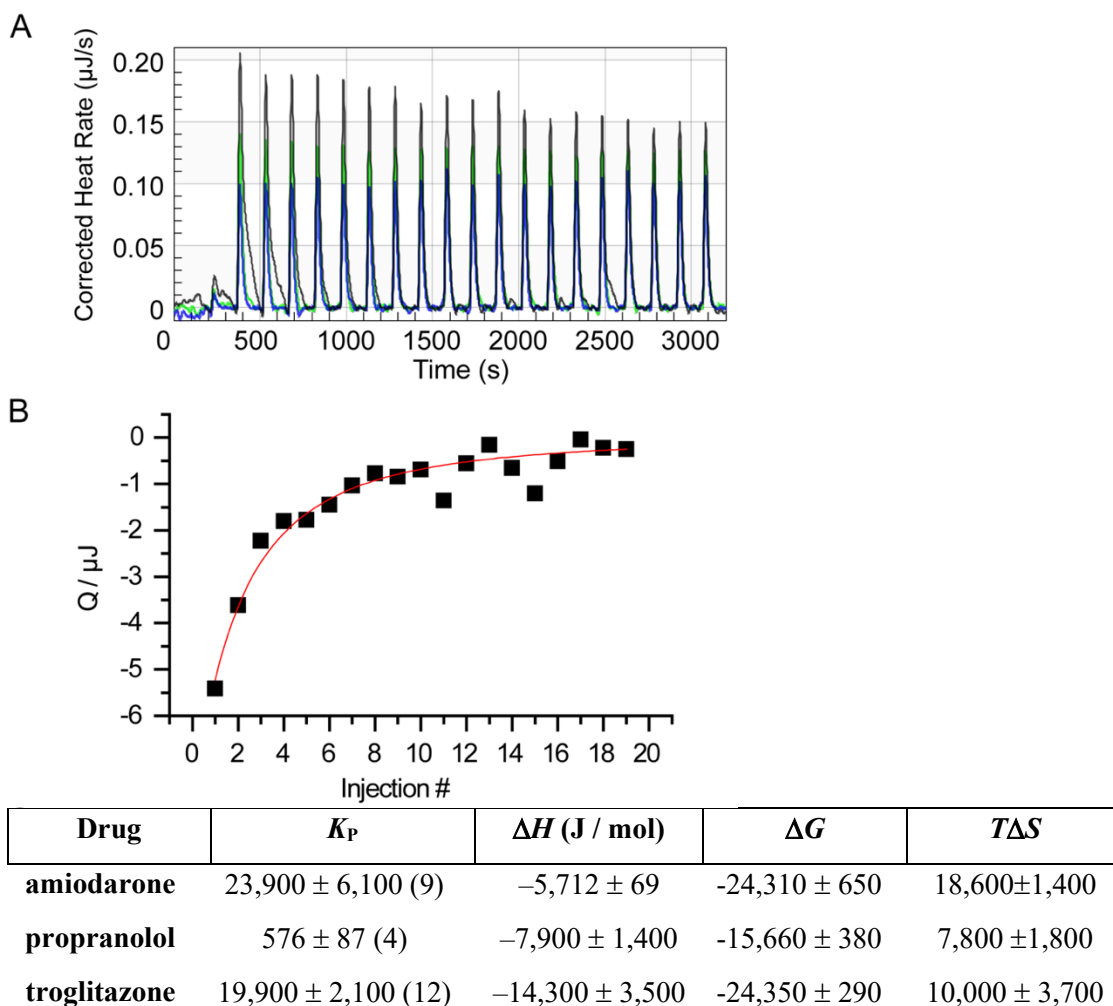 A
Corrected Heat Rate (µJ/s)
0.20
0.15
0.10
0.05
0
0 500 1000 1500 2000 2500 3000
Time (s)
B
Q / µJ
0
-1
-2
-3
-4
-5
-6
0 2 4 6 8 10 12 14 16 18 20
Injection #
Drug KP ΔH (J / mol) ΔG TΔS
amiodarone 23,900 ± 6,100 (9) –5,712 ± 69 -24,310 ± 650 18,600±1,400
propranolol 576 ± 87 (4) –7,900 ± 1,400 -15,660 ± 380 7,800 ±1,800
troglitazone 19,900 ± 2,100 (12) –14,300 ± 3,500 -24,350 ± 290 10,000 ± 3,700